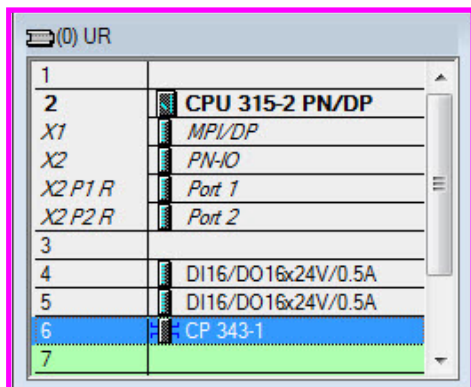 (0) UR
1
2 CPU 315-2 PN/DP
X1 MPI/DP
X2 PN-IO
X2 P1 R Port 1
X2 P2 R Port 2
3
4 DI16/DO16x24V/0.5A
5 DI16/DO16x24V/0.5A
6 CP 343-1
7